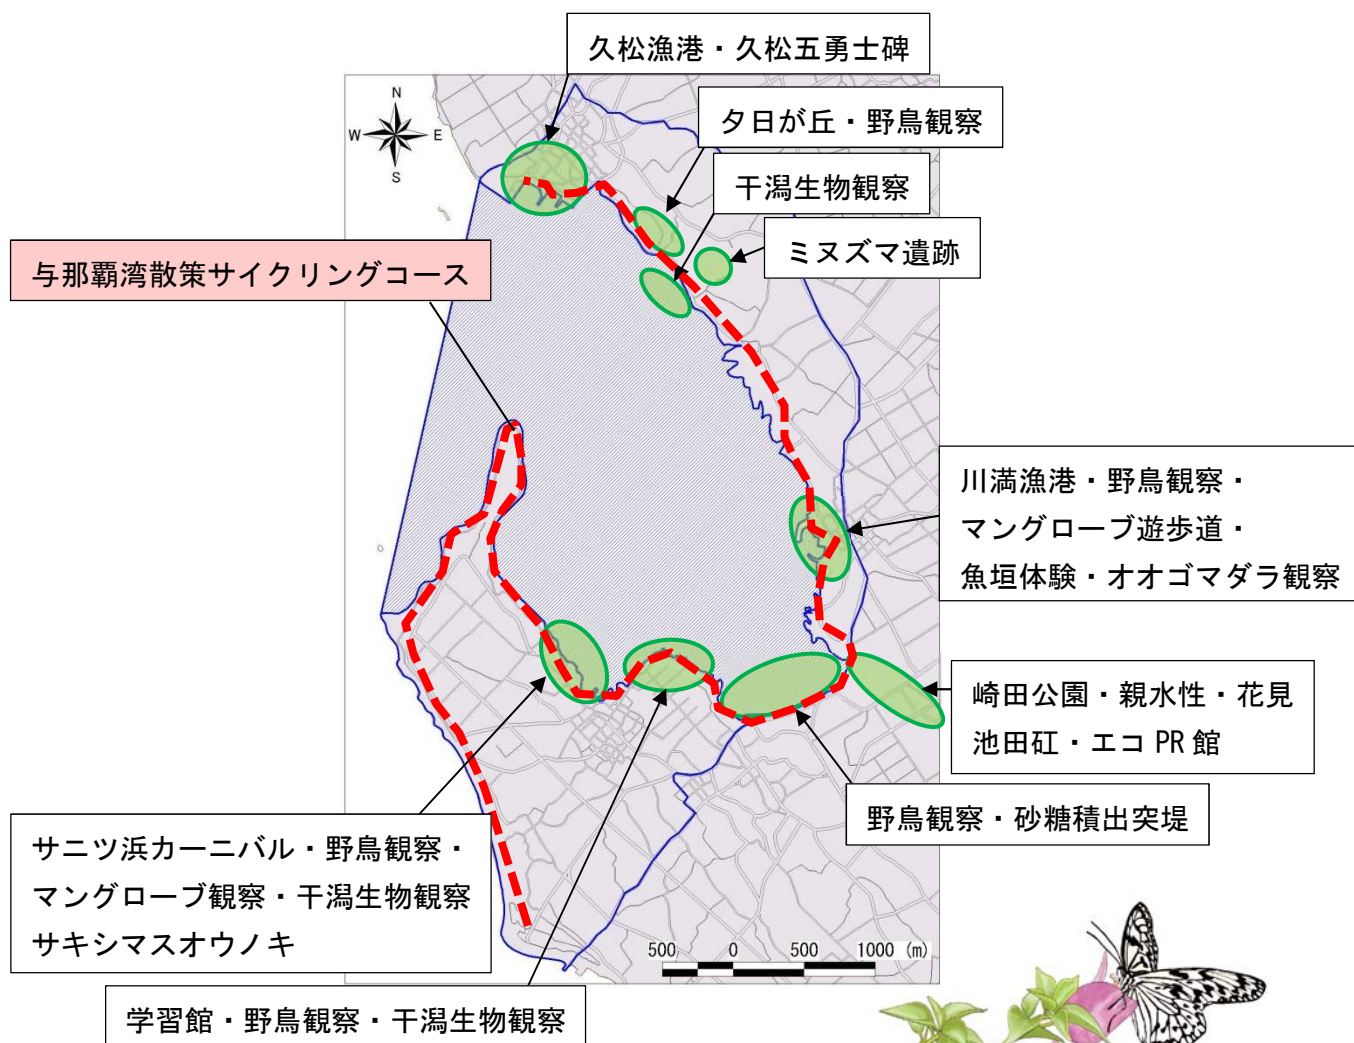 久松漁港・久松五勇士碑
夕日が丘・野鳥観察
干潟生物観察
ミヌズマ遺跡
N
W
E
S
与那覇湾散策サイクリングコース
川満漁港・野鳥観察・
マングローブ遊歩道・
魚垣体験・オオゴマダラ観察
崎田公園・親水性・花見
池田矼・エコ PR 館
野鳥観察・砂糖積出突堤
サニツ浜カーニバル・野鳥観察・
マングローブ観察・干潟生物観察
サキシマスオウノキ
500 0 500 1000 (m)
学習館・野鳥観察・干潟生物観察